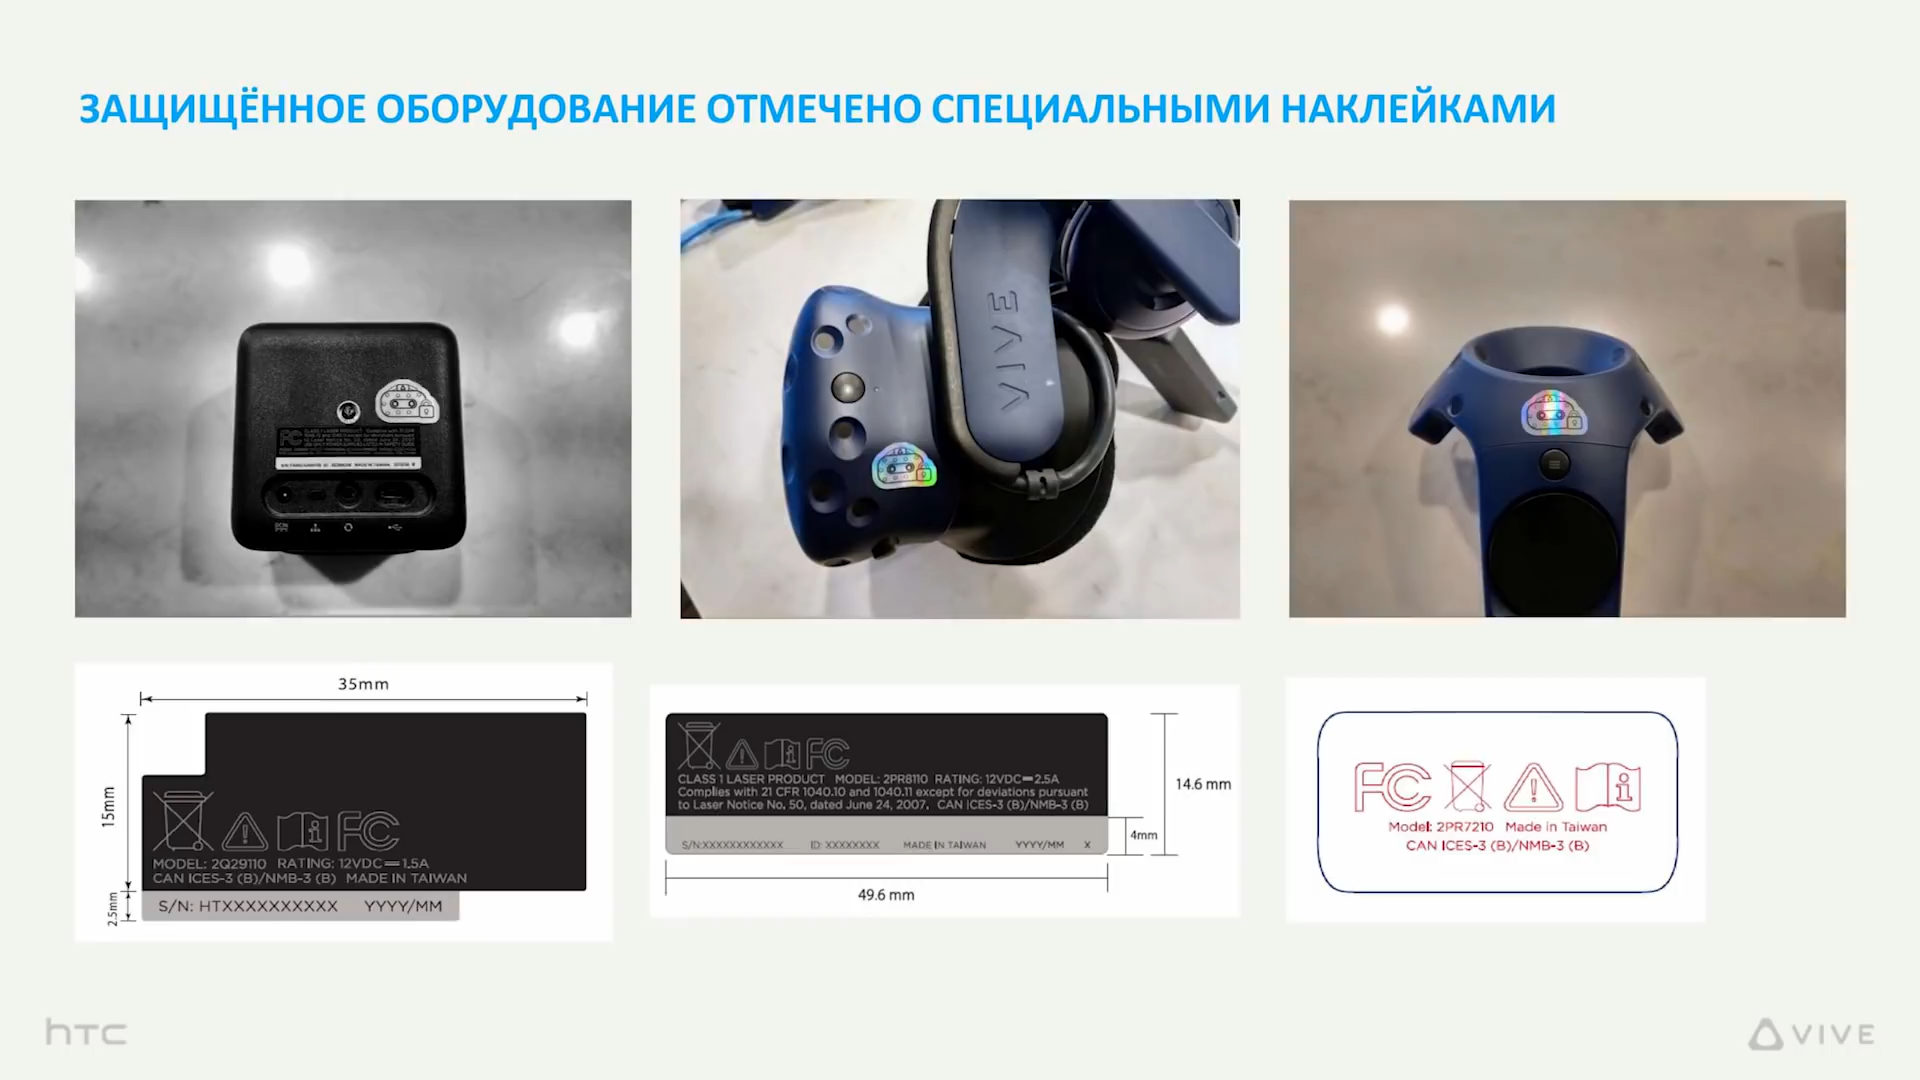 ЗАЩИЩЁННОЕ ОБОРУДОВАНИЕ ОТМЕЧЕНО СПЕЦИАЛЬНЫМИ НАКЛЕЙКАМИ
FC
VIVE
35mm
15mm
2.5mm
FC
MODEL: 2Q29110 RATING: 12VDC⎓1.5A
CAN ICES-3 (B)/NMB-3 (B) MADE IN TAIWAN
S/N: HTXXXXXXXXXX YYYY/MM
FC
CLASS 1 LASER PRODUCT MODEL: 2PR8110 RATING: 12VDC⎓2.5A
Complies with 21 CFR 1040.10 and 1040.11 except for deviations pursuant
to Laser Notice No. 50, dated June 24, 2007. CAN ICES-3 (B)/NMB-3 (B)
S/N:XXXXXXXXXXXX ID: XXXXXXXX MADE IN TAIWAN YYYY/MM X
14.6 mm
4mm
49.6 mm
FC
Model: 2PR7210 Made in Taiwan
CAN ICES-3 (B)/NMB-3 (B)
hTC
VIVE